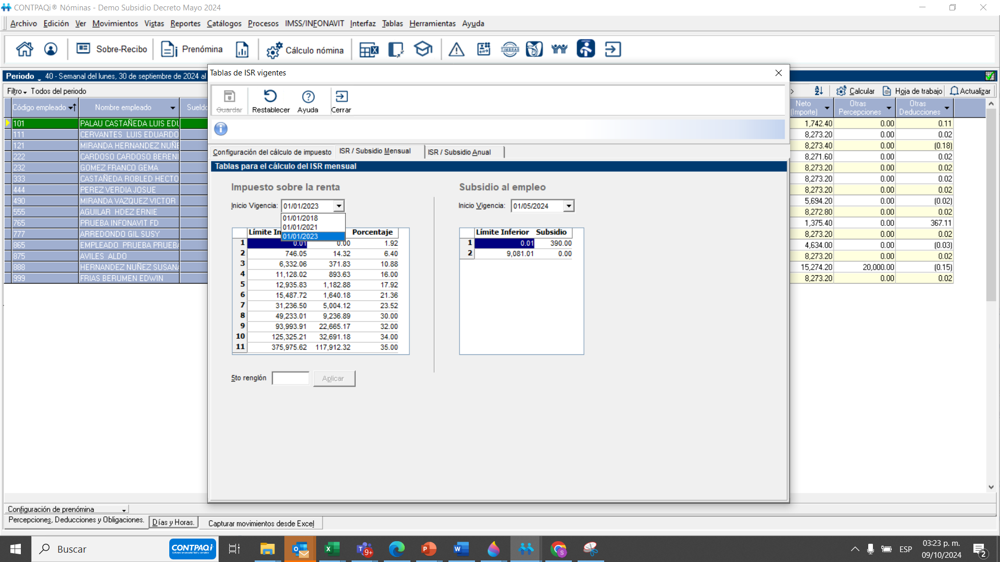 CONTPAQi® Nóminas - Demo Subsidio Decreto Mayo 2024
Archivo Edición Ver Movimientos Vistas Reportes Catálogos Procesos IMSS/INFONAVIT Interfaz Tablas Herramientas Ayuda
Sobre-Recibo Prenómina Cálculo nómina TIMBRAS
Periodo 40 - Semanal del lunes, 30 de septiembre de 2024 al
Filtro Todos del periodo
Calcular Hoja de trabajo Actualizar
Código empleado Nombre empleado Sueldo
Neto (Importe) Otras Percepciones Otras Deducciones
101 PALAU CASTAÑEDA LUIS EDU 1,742.40 0.00 0.11
111 CERVANTES LUIS EDUARDO 8,273.20 0.00 0.02
121 MIRANDA HERNANDEZ NUÑE 8,273.40 0.00 (0.18)
222 CARDOSO CARDOSO BERENI 8,271.60 0.00 0.02
232 GOMEZ FRANCO GEMA 8,273.20 0.00 0.02
333 CASTAÑEDA ROBLED HECTO 8,273.20 0.00 0.02
444 PEREZ VERDIA JOSUE 8,273.20 0.00 0.02
490 MIRANDA VAZQUEZ VICTOR 5,694.20 0.00 (0.02)
555 AGUILAR HDEZ ERNIE 8,272.80 0.00 0.02
765 PRUEBA INFONAVIT FD 1,375.40 0.00 367.11
777 ARREDONDO GIL SUSY 8,273.20 0.00 0.02
865 EMPLEADO PRUEBA PRUEBA 4,634.00 0.00 (0.03)
875 AVILES ALDO 8,273.20 0.00 0.02
888 HERNANDEZ NUÑEZ SUSANA 15,274.20 20,000.00 (0.15)
999 FRIAS BERUMEN EDWIN 8,273.20 0.00 0.02
Tablas de ISR vigentes
Guardar Restablecer Ayuda Cerrar
Configuración del cálculo de impuesto ISR / Subsidio Mensual ISR / Subsidio Anual
Tablas para el cálculo del ISR mensual
Impuesto sobre la renta
Inicio Vigencia: 01/01/2023
01/01/2018
01/01/2021
01/01/2023
Límite In Porcentaje
1 0.01 0.00 1.92
2 746.05 14.32 6.40
3 6,332.06 371.83 10.88
4 11,128.02 893.63 16.00
5 12,935.83 1,182.88 17.92
6 15,487.72 1,640.18 21.36
7 31,236.50 5,004.12 23.52
8 49,233.01 9,236.89 30.00
9 93,993.91 22,665.17 32.00
10 125,325.21 32,691.18 34.00
11 375,975.62 117,912.32 35.00
5to renglón Aplicar
Subsidio al empleo
Inicio Vigencia: 01/05/2024
Límite Inferior Subsidio
1 0.01 390.00
2 9,081.01 0.00
Configuración de prenómina
Percepciones, Deducciones y Obligaciones. Días y Horas. Capturar movimientos desde Excel
Buscar CONTPAQi 9+ ESP 03:23 p. m.
09/10/2024 2